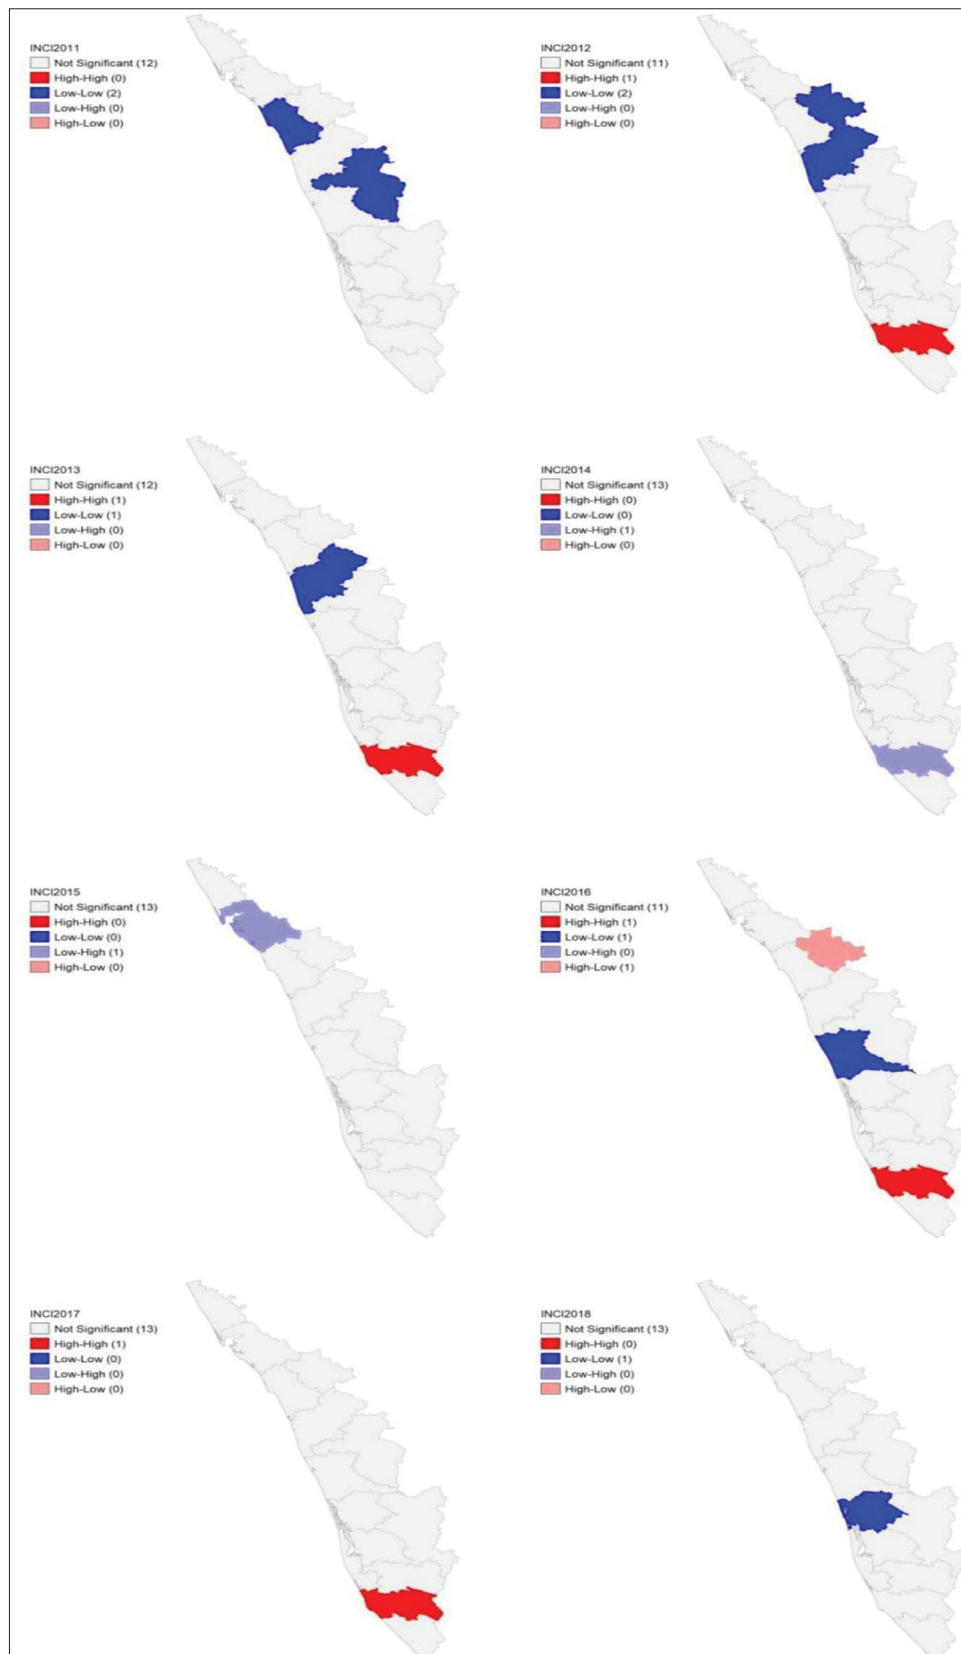 INCI2011
Not Significant (12)
High-High (0)
Low-Low (2)
Low-High (0)
High-Low (0)
INCI2012
Not Significant (11)
High-High (1)
Low-Low (2)
Low-High (0)
High-Low (0)
INCI2013
Not Significant (12)
High-High (1)
Low-Low (1)
Low-High (0)
High-Low (0)
INCI2014
Not Significant (13)
High-High (0)
Low-Low (0)
Low-High (1)
High-Low (0)
INCI2015
Not Significant (13)
High-High (0)
Low-Low (0)
Low-High (1)
High-Low (0)
INCI2016
Not Significant (11)
High-High (1)
Low-Low (1)
Low-High (0)
High-Low (1)
INCI2017
Not Significant (13)
High-High (1)
Low-Low (0)
Low-High (0)
High-Low (0)
INCI2018
Not Significant (13)
High-High (0)
Low-Low (1)
Low-High (0)
High-Low (0)